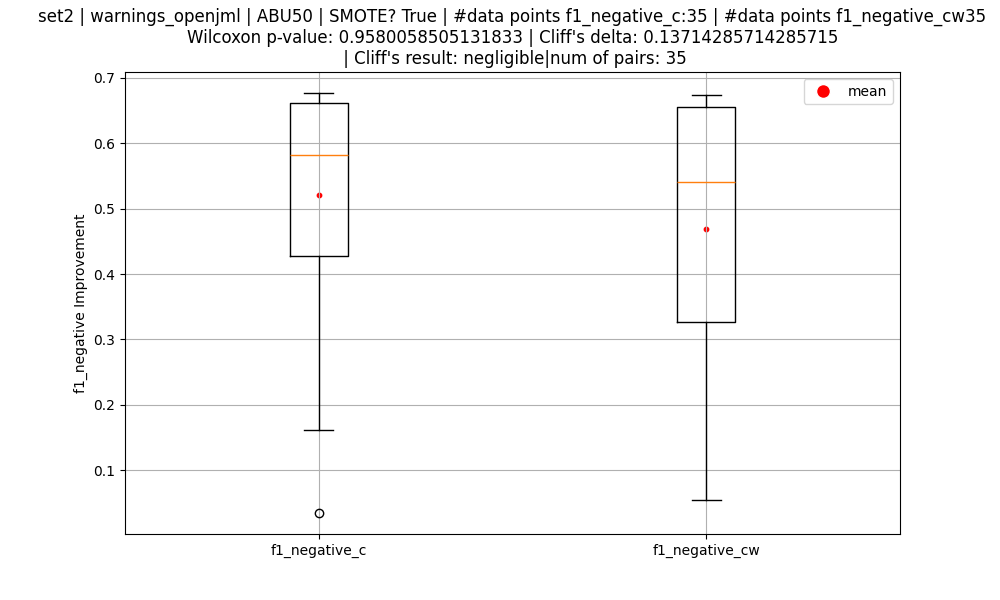 set2 | warnings_openjml | ABU50 | SMOTE? True | #data points f1_negative_c:35 | #data points f1_negative_cw35
Wilcoxon p-value: 0.9580058505131833 | Cliff's delta: 0.13714285714285715
| Cliff's result: negligible|num of pairs: 35
mean
0.7
0.6
0.5
0.4
0.3
0.2
0.1
f1_negative Improvement
f1_negative_c
f1_negative_cw